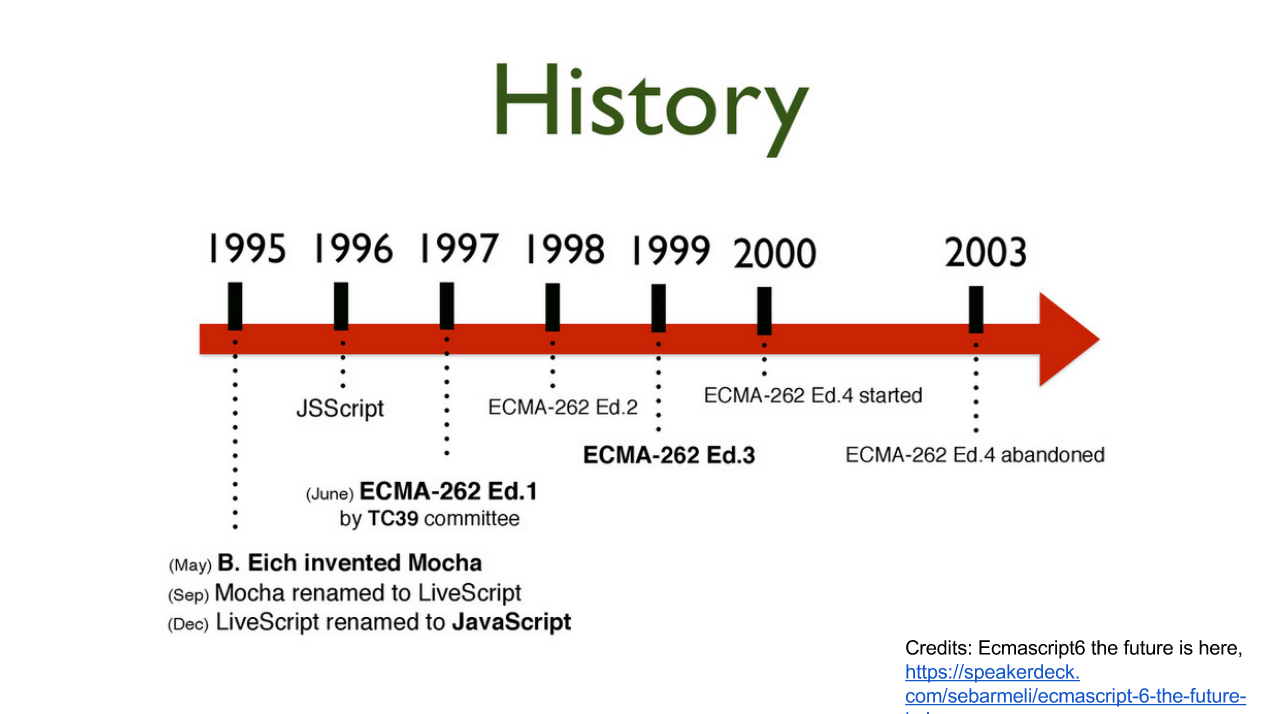 History
1995 1996 1997 1998 1999 2000 2003
JSScript
ECMA-262 Ed.2
ECMA-262 Ed.4 started
ECMA-262 Ed.3
ECMA-262 Ed.4 abandoned
(June) ECMA-262 Ed.1
by TC39 committee
(May) B. Eich invented Mocha
(Sep) Mocha renamed to LiveScript
(Dec) LiveScript renamed to JavaScript
Credits: Ecmascript6 the future is here,
https://speakerdeck.
com/sebarmeli/ecmascript-6-the-future-